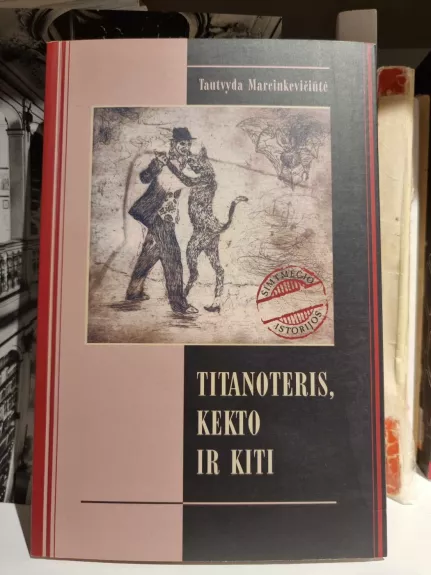 Tautvyda Marcinkevičiūtė
ŠIMTMEČIO
ISTORIJOS
TITANOTERIS,
KEKTO
IR KITI